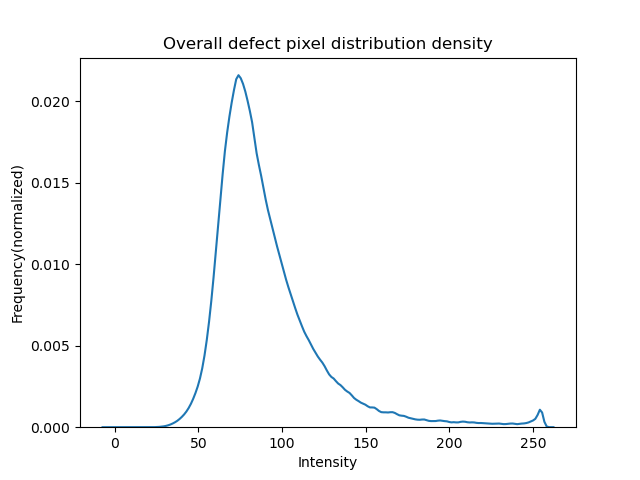 Overall defect pixel distribution density
Frequency(normalized)
0.020
0.015
0.010
0.005
0.000
0 50 100 150 200 250
Intensity